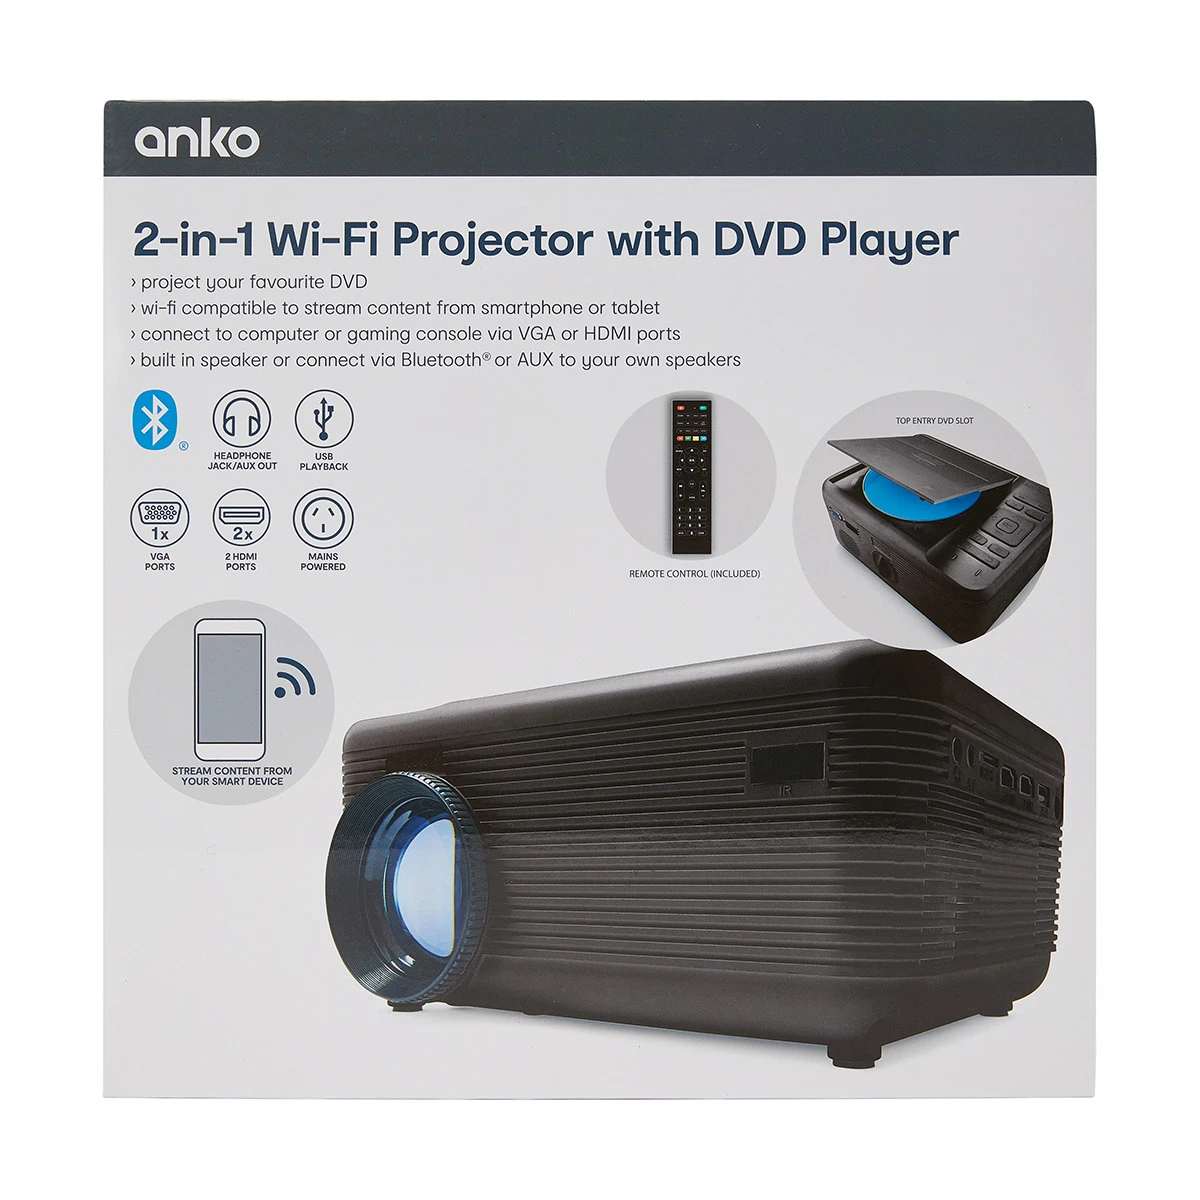 anko
2-in-1 Wi-Fi Projector with DVD Player
› project your favourite DVD
› wi-fi compatible to stream content from smartphone or tablet
› connect to computer or gaming console via VGA or HDMI ports
› built in speaker or connect via Bluetooth® or AUX to your own speakers
®
HEADPHONE
JACK/AUX OUT
USB
PLAYBACK
1x
VGA
PORTS
2x
2 HDMI
PORTS
MAINS
POWERED
REMOTE CONTROL (INCLUDED)
TOP ENTRY DVD SLOT
STREAM CONTENT FROM
YOUR SMART DEVICE
IR